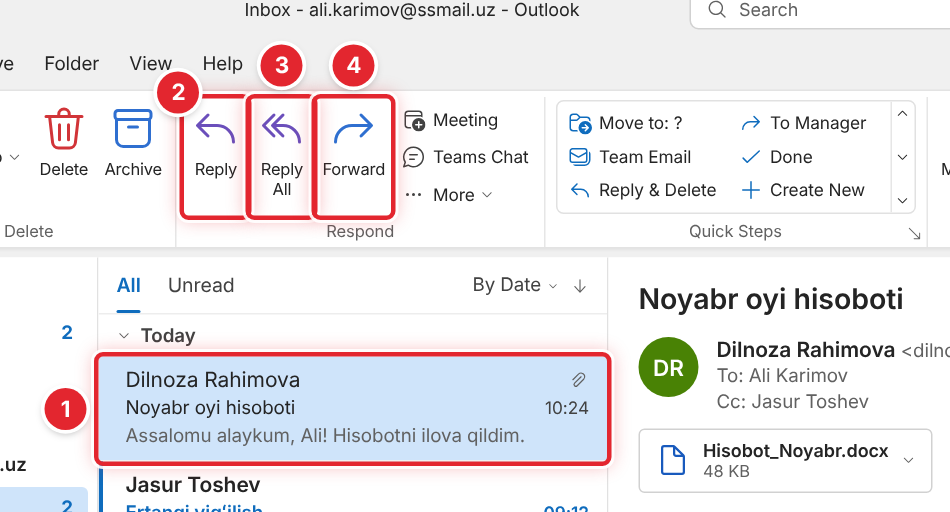 Inbox - ali.karimov@ssmail.uz - Outlook
Search
Folder View Help
2 3 4
Delete
Archive
Reply
Reply All
Forward
Meeting
Teams Chat
More
Move to: ?
Team Email
Reply & Delete
To Manager
Done
Create New
Delete
Respond
Quick Steps
All Unread By Date
2
Today
1
Dilnoza Rahimova
Noyabr oyi hisoboti 10:24
Assalomu alaykum, Ali! Hisobotni ilova qildim.
.uz
2
Jasur Toshev
Noyabr oyi hisoboti
DR
Dilnoza Rahimova
To: Ali Karimov
Cc: Jasur Toshev
Hisobot_Noyabr.docx
48 KB